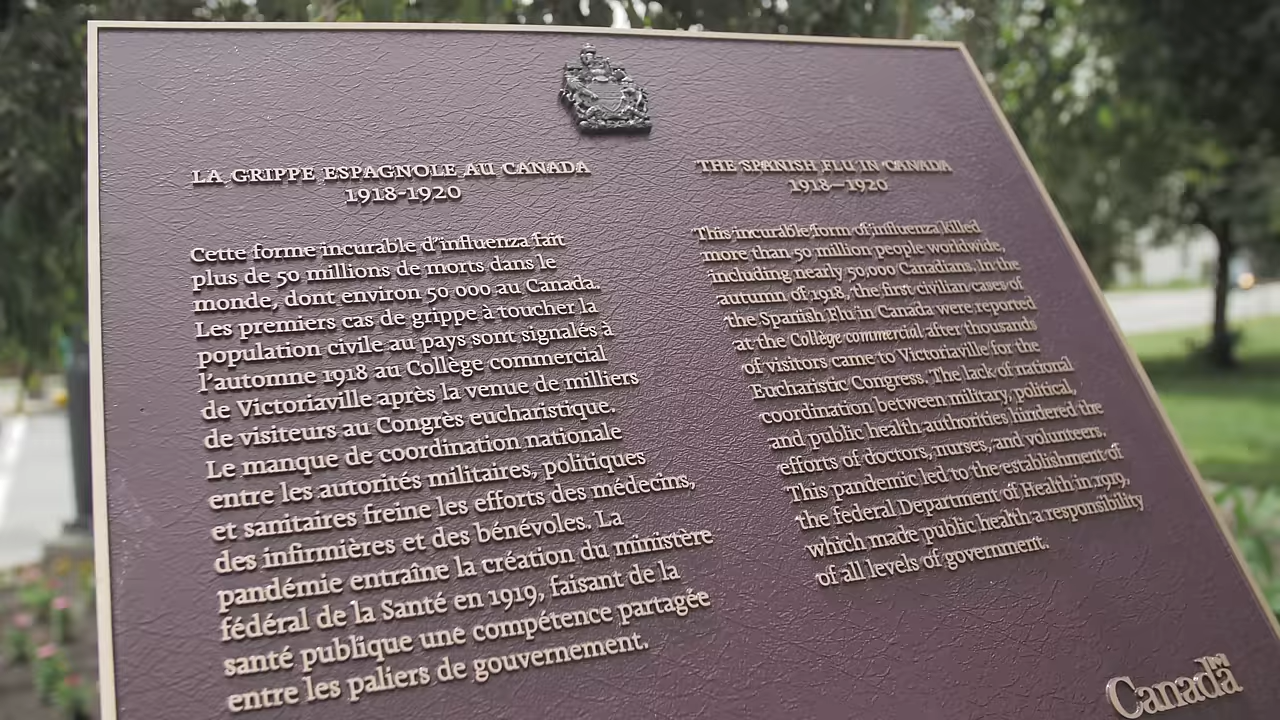 LA GRIPPE ESPAGNOLE AU CANADA
1918-1920
Cette forme incurable d'influenza fait
plus de 50 millions de morts dans le
monde, dont environ 50 000 au Canada.
Les premiers cas de grippe à toucher la
population civile au pays sont signalés à
l'automne 1918 au Collège commercial
de Victoriaville après la venue de milliers
de visiteurs au Congrès eucharistique.
Le manque de coordination nationale
entre les autorités militaires, politiques
et sanitaires freine les efforts des médecins,
des infirmières et des bénévoles. La
pandémie entraîne la création du ministère
fédéral de la Santé en 1919, faisant de la
santé publique une compétence partagée
entre les paliers de gouvernement.
THE SPANISH FLU IN CANADA
1918—1920
This incurable form of influenza killed
more than 50 million people worldwide,
including nearly 50,000 Canadians. In the
autumn of 1918, the first civilian cases of
the Spanish Flu in Canada were reported
at the Collège commercial after thousands
of visitors came to Victoriaville for the
Eucharistic Congress. The lack of national
coordination between military, political,
and public health authorities hindered the
efforts of doctors, nurses, and volunteers.
This pandemic led to the establishment of
the federal Department of Health in 1919,
which made public health a responsibility
of all levels of government.
Canada